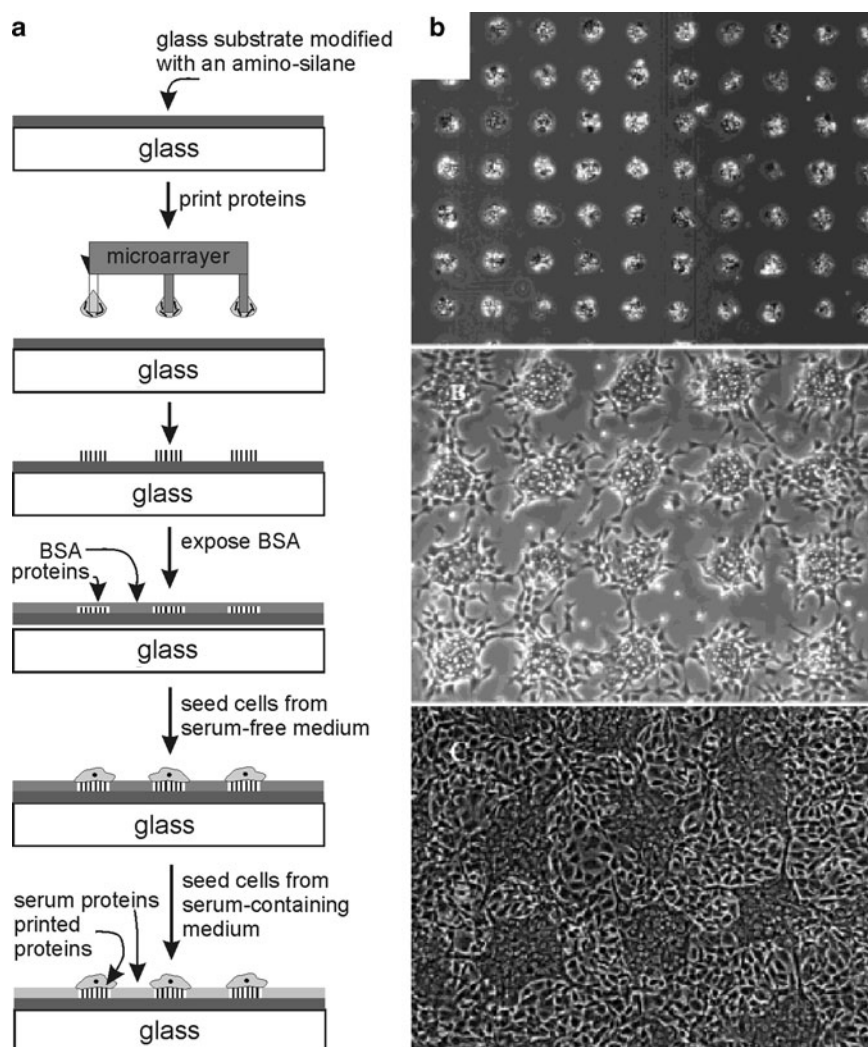 a
glass substrate modified
with an amino-silane
glass
print proteins
microarrayer
glass
glass
BSA
proteins
expose BSA
glass
seed cells from
serum-free medium
glass
serum proteins
printed
proteins
seed cells from
serum-containing
medium
glass
b
B
C